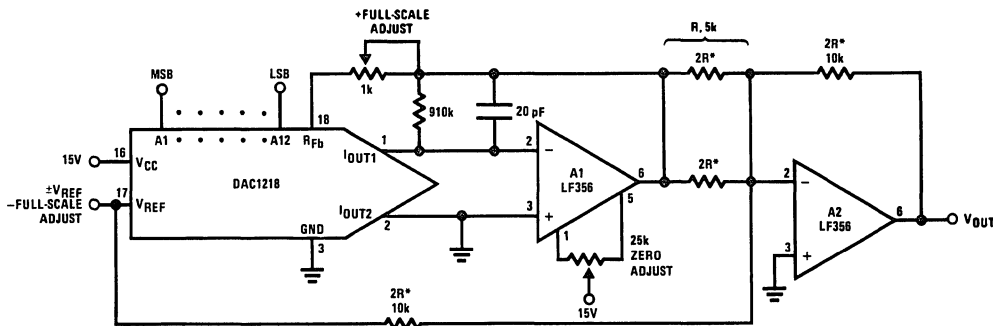 +FULL-SCALE
ADJUST
R, 5k
MSB
LSB
1k
2R*
2R*
10k
18
910k
20 pF
A1
A12
RFb
1
IOUT1
2
−
15V
16
VCC
A1
LF356
6
2R*
2
−
±VREF
−FULL-SCALE
ADJUST
17
VREF
DAC1218
5
A2
LF356
6
VOUT
IOUT2
2
3
+
1
25k
ZERO
ADJUST
3
+
GND
3
15V
2R*
10k